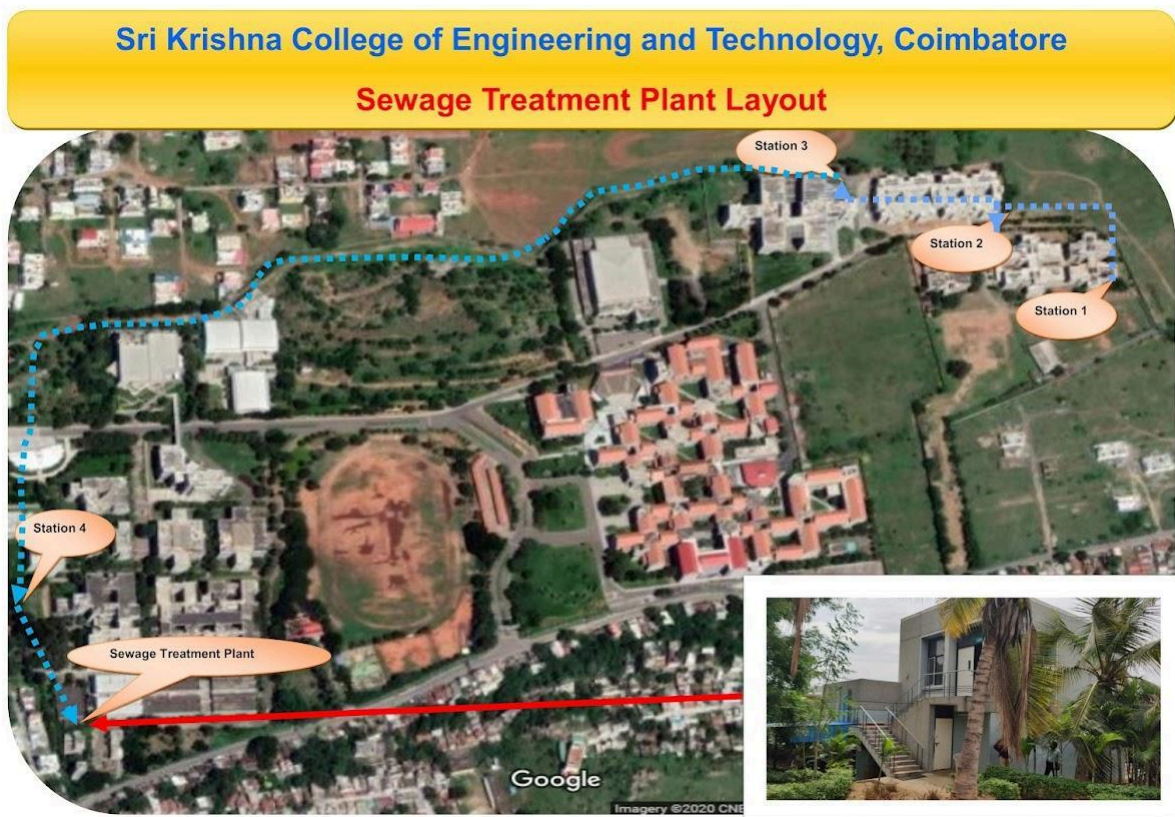 Sri Krishna College of Engineering and Technology, Coimbatore
Sewage Treatment Plant Layout
Station 3
Station 2
Station 1
Station 4
Sewage Treatment Plant
Google
Imagery ©2020 CNE